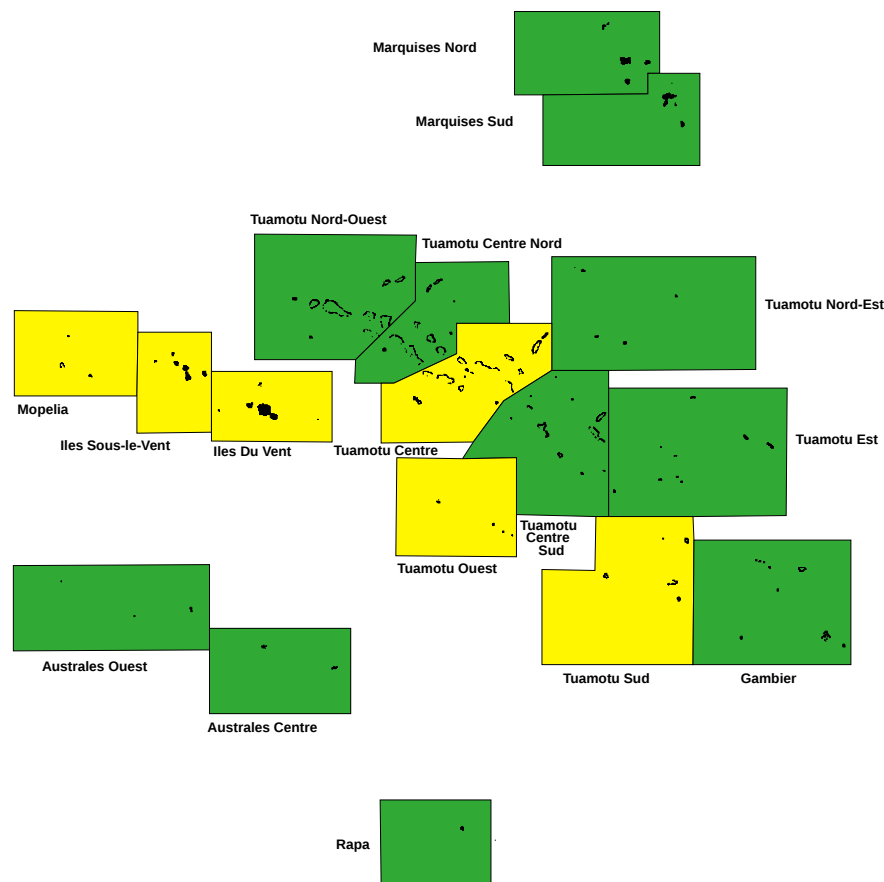 Marquises Nord
Marquises Sud
Tuamotu Nord-Ouest
Tuamotu Centre Nord
Tuamotu Nord-Est
Mopelia
Iles Sous-le-Vent
Iles Du Vent
Tuamotu Centre
Tuamotu Est
Tuamotu
Centre
Sud
Tuamotu Ouest
Australes Ouest
Tuamotu Sud
Gambier
Australes Centre
Rapa